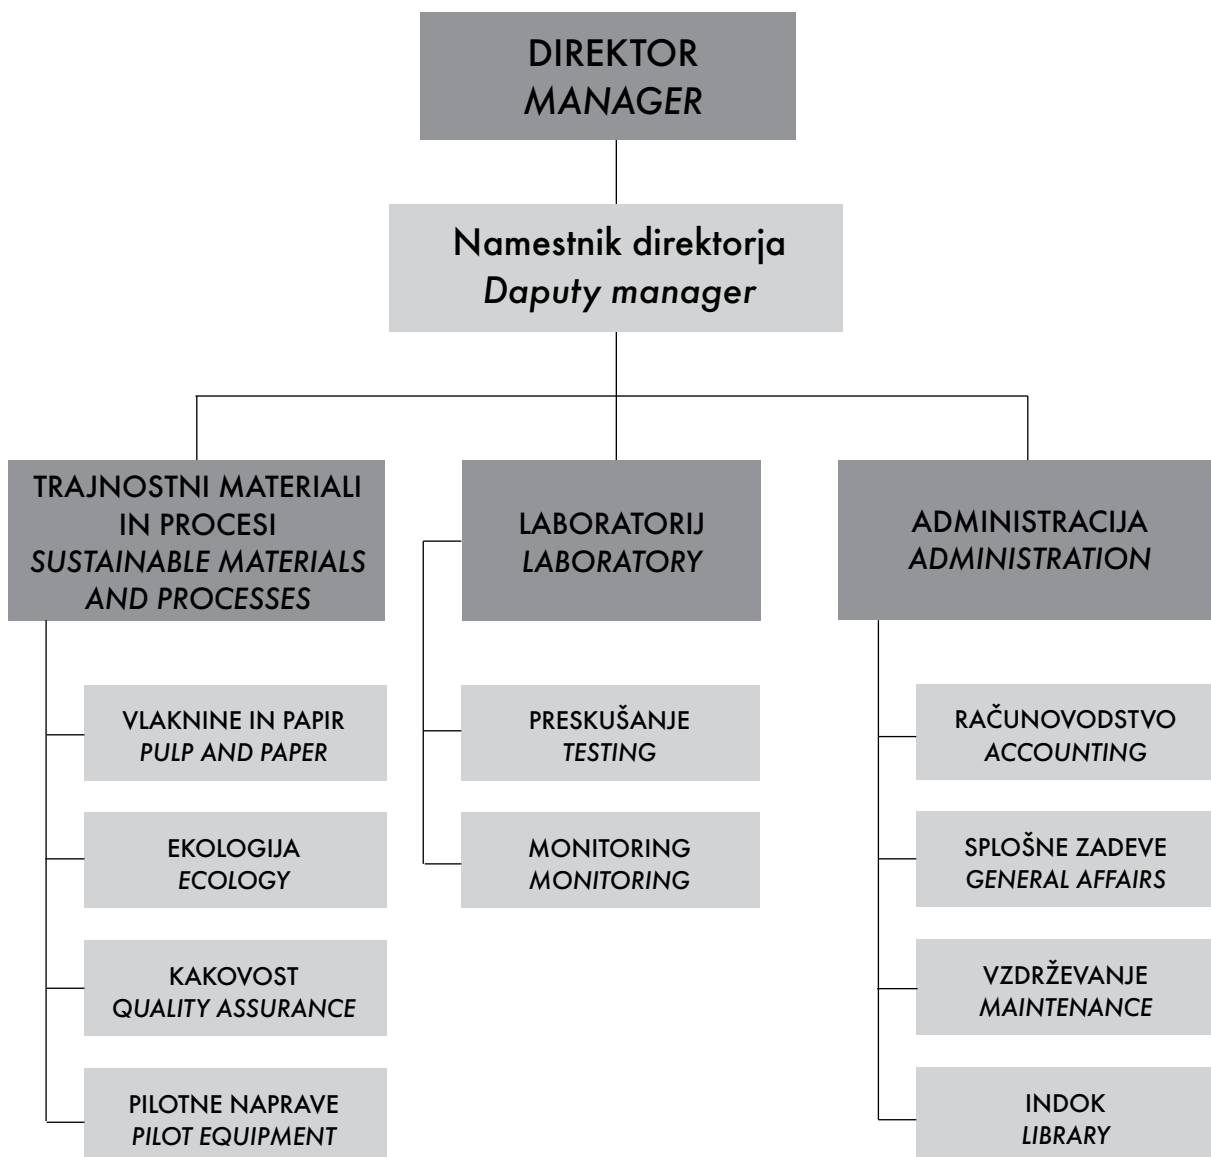 DIREKTOR
MANAGER
Namestnik direktorja
Daputy manager
TRAJNOSTNI MATERIALI
IN PROCESI
SUSTAINABLE MATERIALS
AND PROCESSES
VLAKNINE IN PAPIR
PULP AND PAPER
EKOLOGIJA
ECOLOGY
KAKOVOST
QUALITY ASSURANCE
PILOTNE NAPRAVE
PILOT EQUIPMENT
LABORATORIJ
LABORATORY
PRESKUŠANJE
TESTING
MONITORING
MONITORING
ADMINISTRACIJA
ADMINISTRATION
RAČUNOVODSTVO
ACCOUNTING
SPLOŠNE ZADEVE
GENERAL AFFAIRS
VZDRŽEVANJE
MAINTENANCE
INDOK
LIBRARY